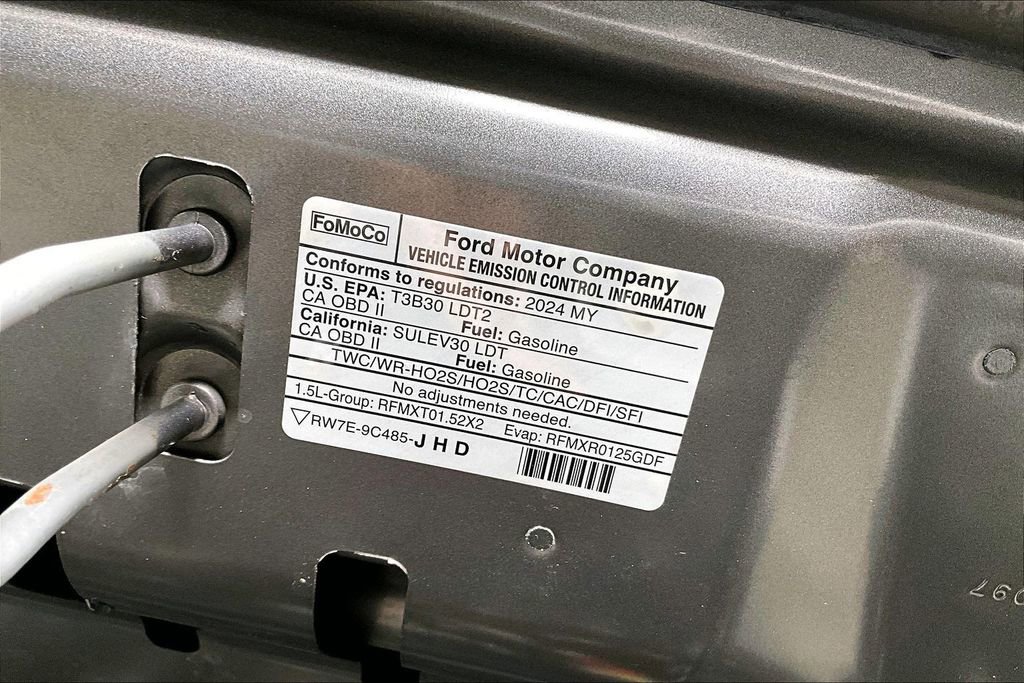 FoMoCo
Ford Motor Company
VEHICLE EMISSION CONTROL INFORMATION
Conforms to regulations: 2024 MY
U.S. EPA: T3B30 LDT2
CA OBD II Fuel: Gasoline
California: SULEV30 LDT
CA OBD II Fuel: Gasoline
TWC/WR-HO2S/HO2S/TC/CAC/DFI/SFI
No adjustments needed.
1.5L-Group: RFMXT01.52X2 Evap: RFMXR0125GDF
▽RW7E-9C485-JHD